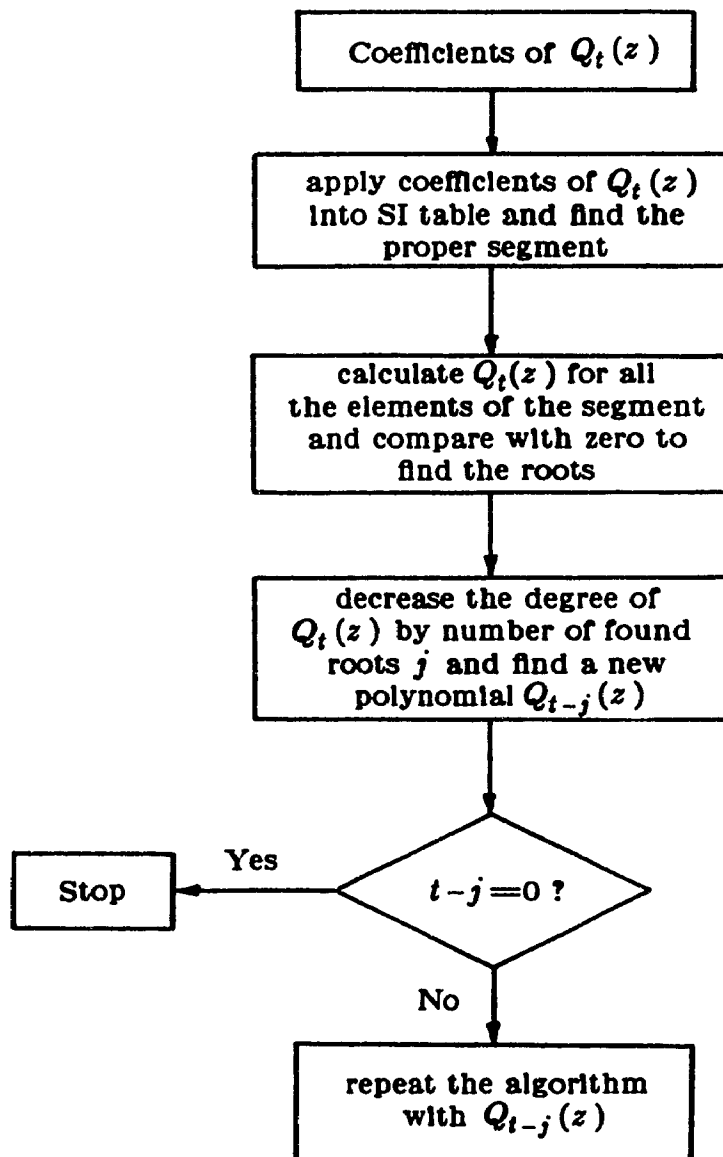 Coefficients of Q_t(z)
apply coefficients of Q_t(z)
into SI table and find the
proper segment
calculate Q_t(z) for all
the elements of the segment
and compare with zero to
find the roots
decrease the degree of
Q_t(z) by number of found
roots j and find a new
polynomial Q_{t-j}(z)
t-j=0 ?
Yes
Stop
No
repeat the algorithm
with Q_{t-j}(z)